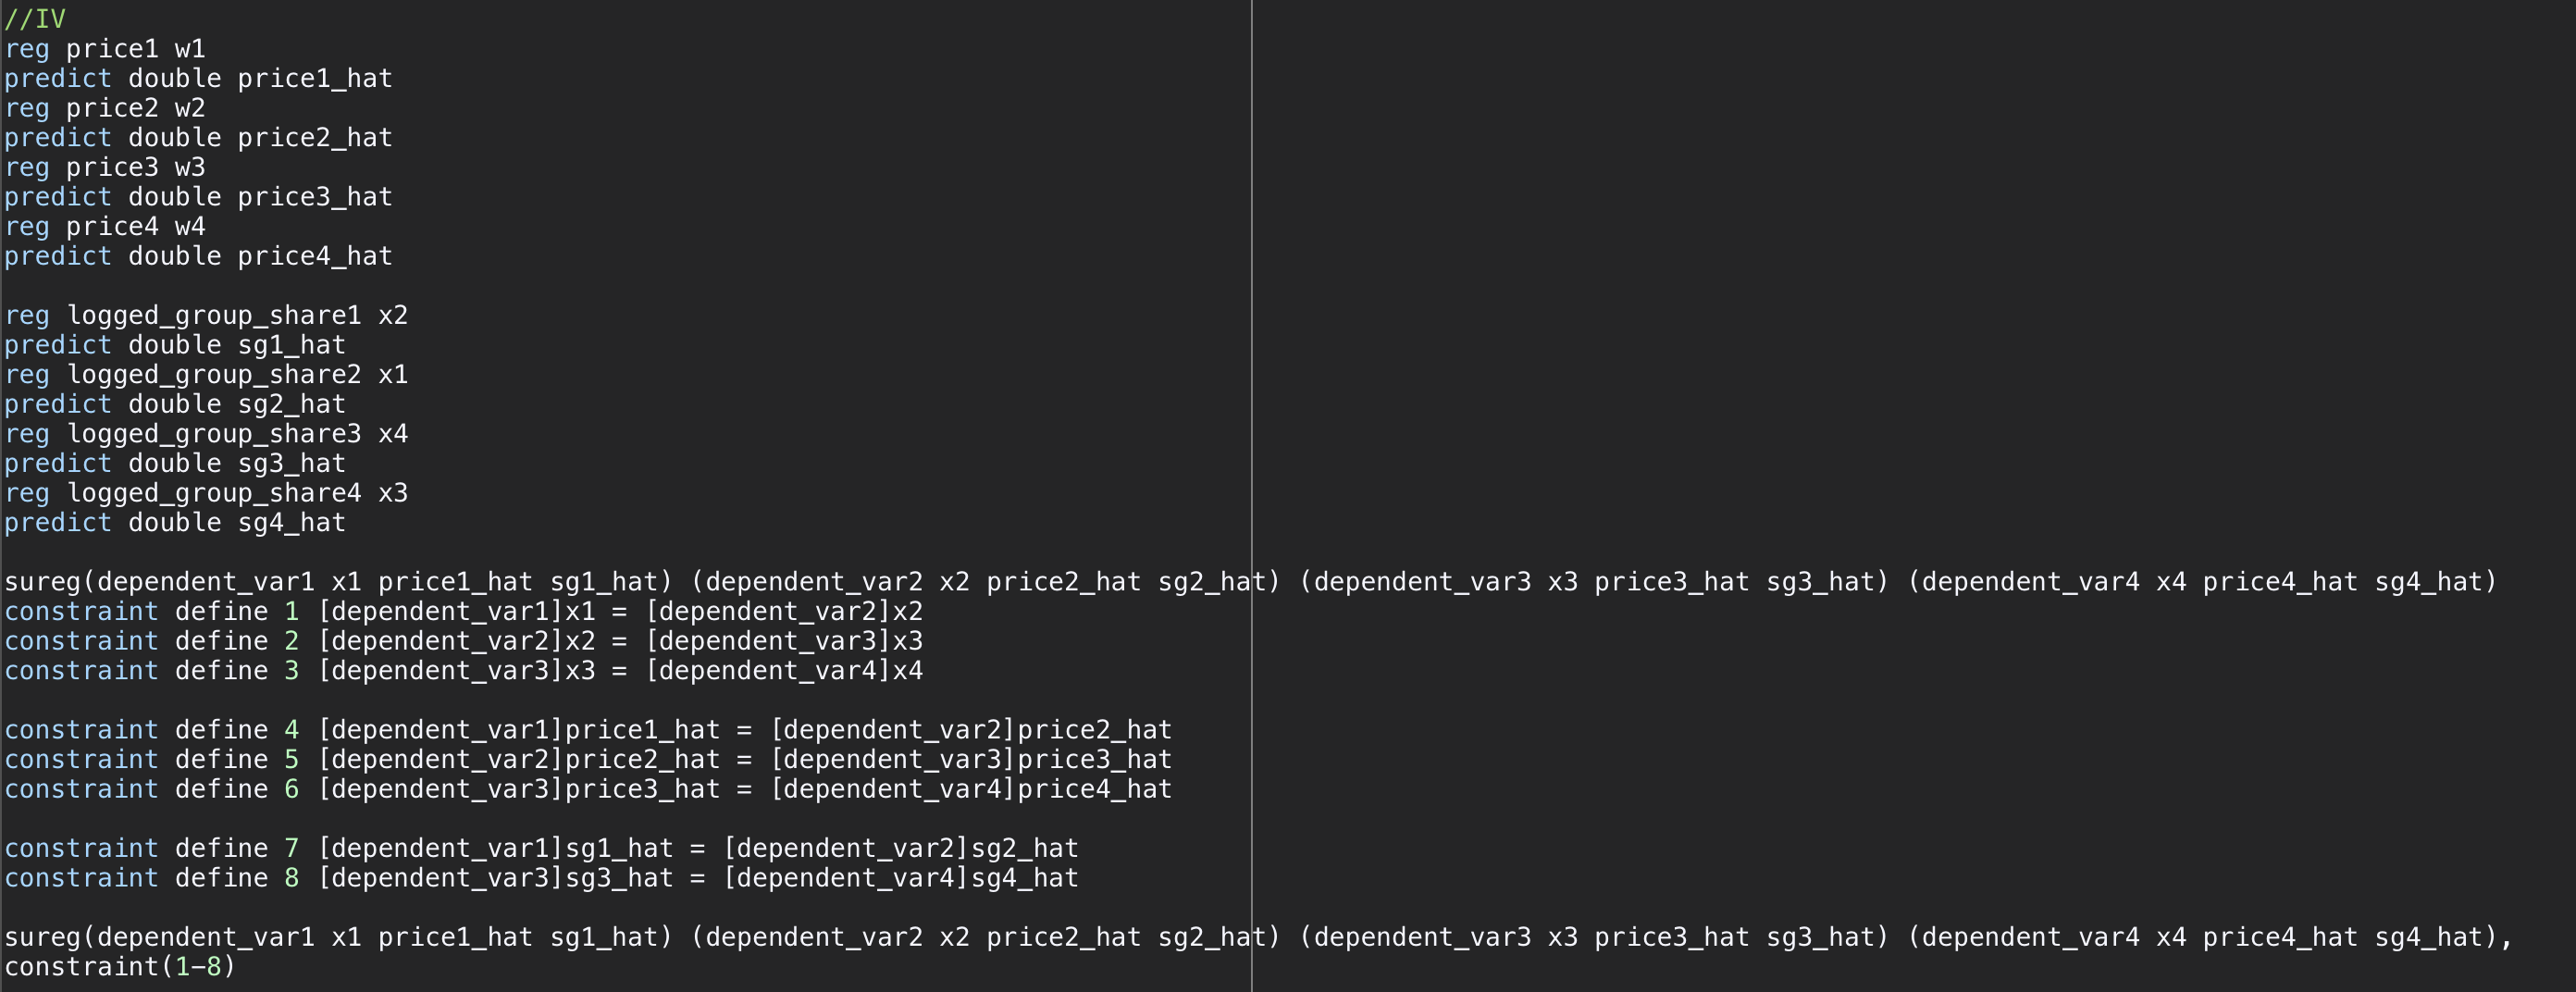 //IV
reg price1 w1
predict double price1_hat
reg price2 w2
predict double price2_hat
reg price3 w3
predict double price3_hat
reg price4 w4
predict double price4_hat
reg logged_group_share1 x2
predict double sg1_hat
reg logged_group_share2 x1
predict double sg2_hat
reg logged_group_share3 x4
predict double sg3_hat
reg logged_group_share4 x3
predict double sg4_hat
sureg(dependent_var1 x1 price1_hat sg1_hat) (dependent_var2 x2 price2_hat sg2_hat) (dependent_var3 x3 price3_hat sg3_hat) (dependent_var4 x4 price4_hat sg4_hat)
constraint define 1 [dependent_var1]x1 = [dependent_var2]x2
constraint define 2 [dependent_var2]x2 = [dependent_var3]x3
constraint define 3 [dependent_var3]x3 = [dependent_var4]x4
constraint define 4 [dependent_var1]price1_hat = [dependent_var2]price2_hat
constraint define 5 [dependent_var2]price2_hat = [dependent_var3]price3_hat
constraint define 6 [dependent_var3]price3_hat = [dependent_var4]price4_hat
constraint define 7 [dependent_var1]sg1_hat = [dependent_var2]sg2_hat
constraint define 8 [dependent_var3]sg3_hat = [dependent_var4]sg4_hat
sureg(dependent_var1 x1 price1_hat sg1_hat) (dependent_var2 x2 price2_hat sg2_hat) (dependent_var3 x3 price3_hat sg3_hat) (dependent_var4 x4 price4_hat sg4_hat),
constraint(1-8)